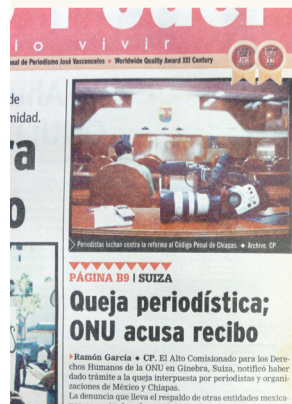 Poder
io vivir
nal de Periodismo José Vasconcelos ◆ Worldwide Quality Award XXI Century
de
midad.
ra
o
Periodistas luchan contra la reforma al Código Penal de Chiapas. ◆ Archivo. CP
PÁGINA B9 | SUIZA
Queja periodística;
ONU acusa recibo
Ramón García ◆ CP. El Alto Comisionado para los Dere-
chos Humanos de la ONU en Ginebra, Suiza, notificó haber
dado trámite a la queja interpuesta por periodistas y organi-
zaciones de México y Chiapas.
La denuncia que lleva el respaldo de otras entidades mexica-